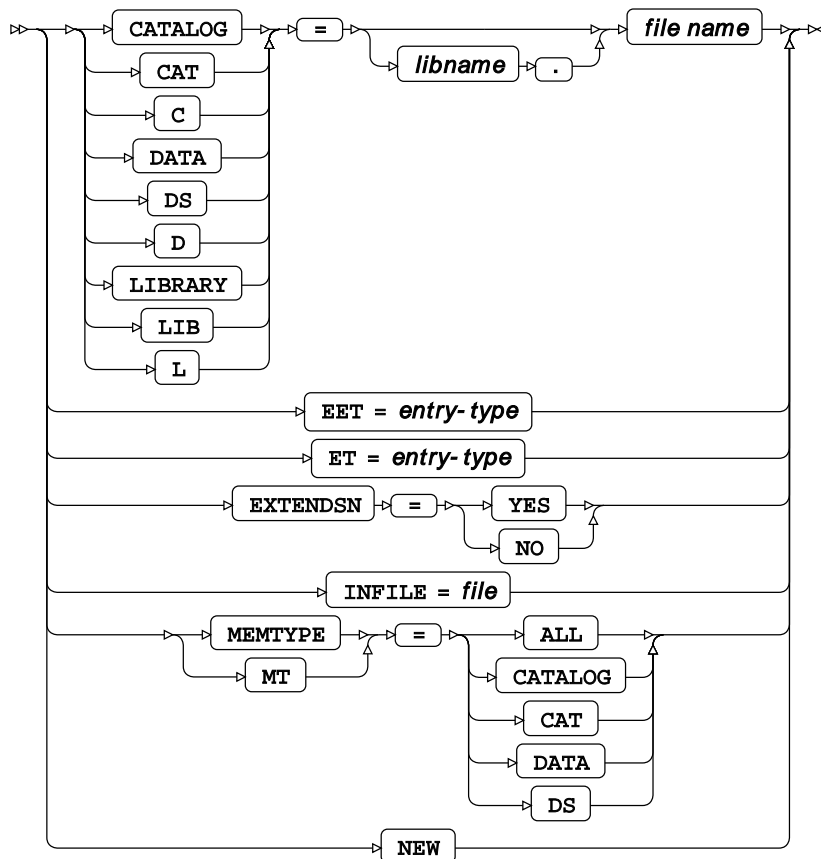 CATALOG = file name
libname .
CAT
C
DATA
DS
D
LIBRARY
LIB
L
EET = entry-type
ET = entry-type
EXTENDSN = YES
NO
INFILE = file
MEMTYPE = ALL
MT CATALOG
CAT
DATA
DS
NEW